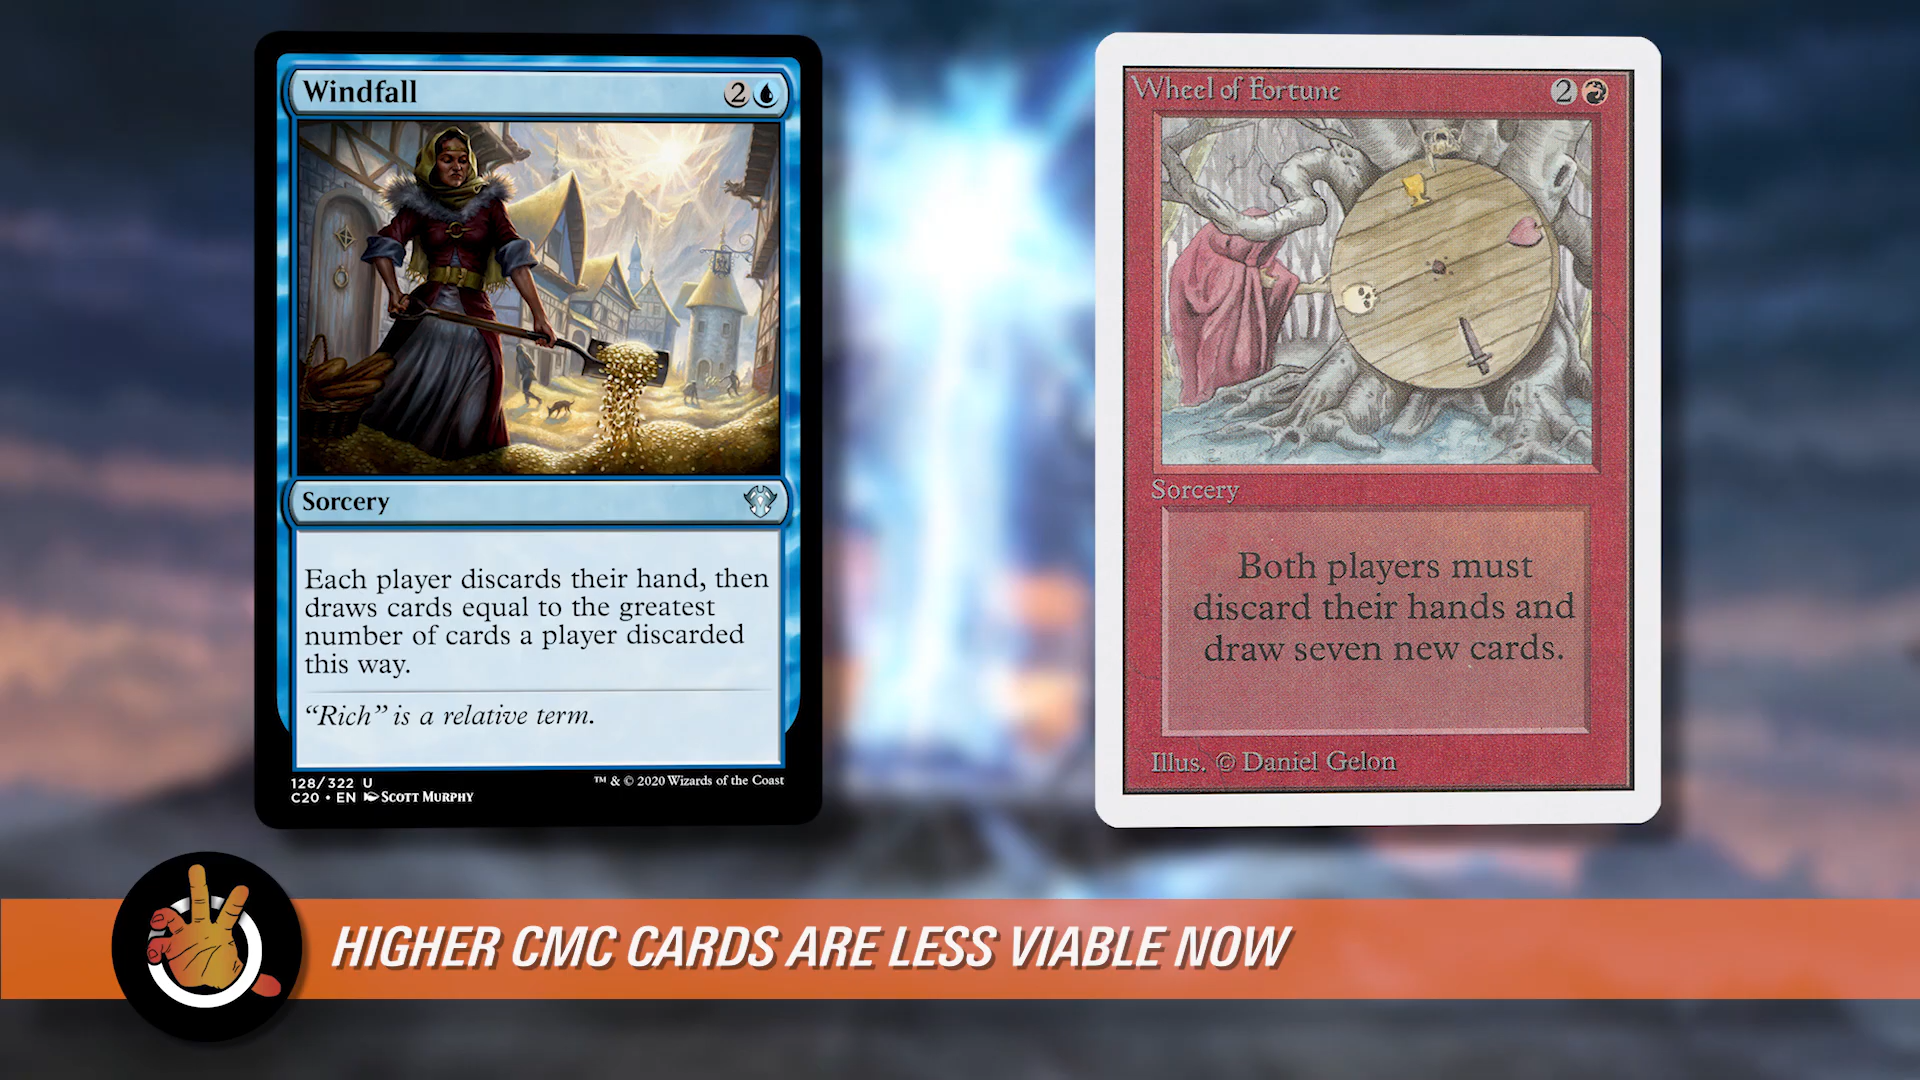 Windfall
2
Sorcery
Each player discards their hand, then
draws cards equal to the greatest
number of cards a player discarded
this way.
“Rich” is a relative term.
128/322 U
C20 • EN Scott Murphy
™ & © 2020 Wizards of the Coast
Wheel of Fortune
2
Sorcery
Both players must
discard their hands and
draw seven new cards.
Illus. © Daniel Gelon
HIGHER CMC CARDS ARE LESS VIABLE NOW